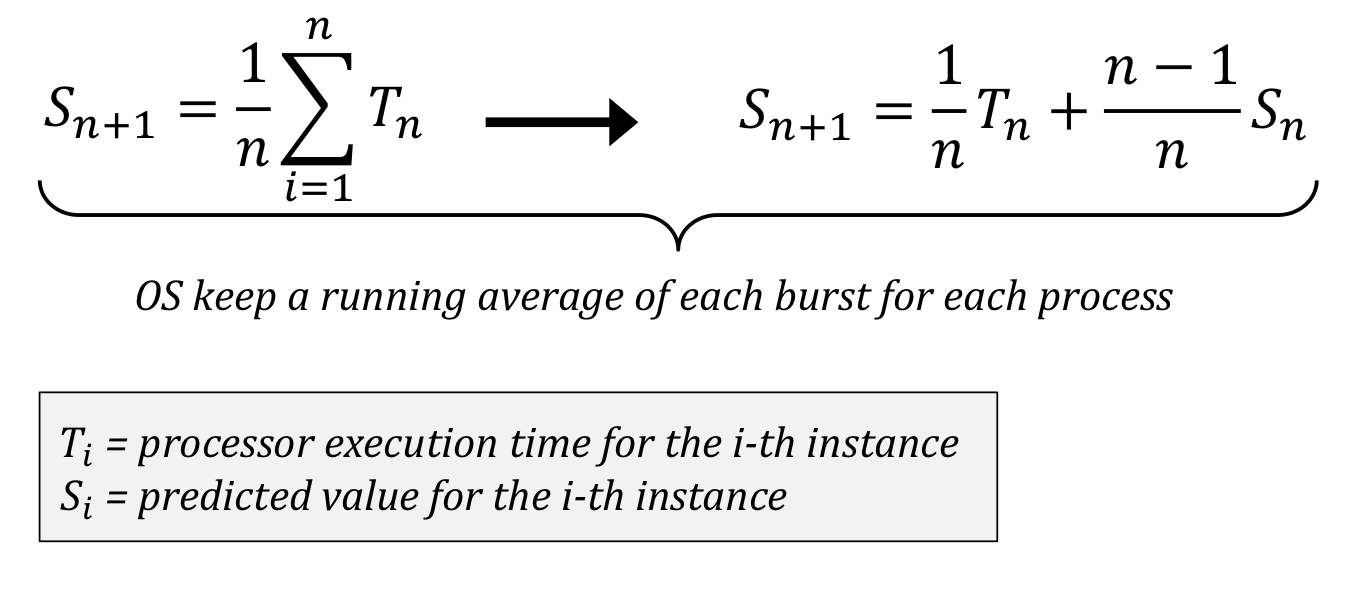 S_{n+1} = \frac{1}{n} \sum_{i=1}^{n} T_n → S_{n+1} = \frac{1}{n} T_n + \frac{n-1}{n} S_n
OS keep a running average of each burst for each process
T_i = processor execution time for the i-th instance
S_i = predicted value for the i-th instance